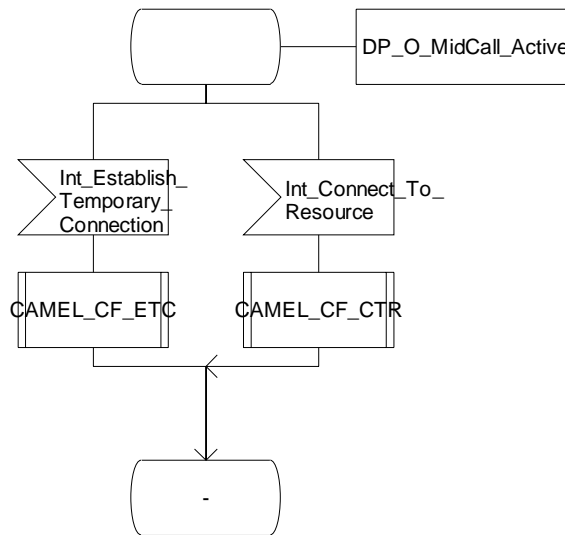 DP_O_MidCall_Active
Int_Establish_
Temporary_
Connection
Int_Connect_To_
Resource
CAMEL_CF_ETC
CAMEL_CF_CTR
-